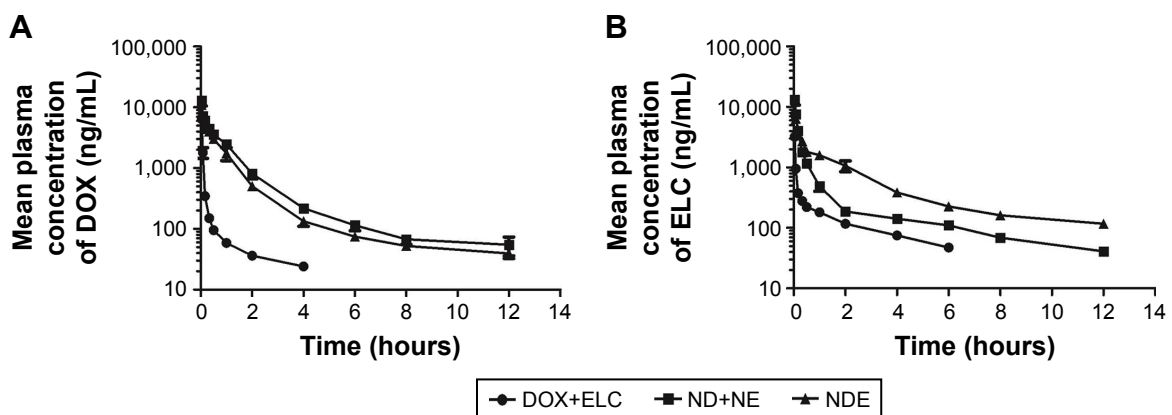 A
Mean plasma
concentration
of DOX (ng/mL)
100,000
10,000
1,000
100
10
0
2
4
6
8
10
12
14
Time (hours)
B
Mean plasma
concentration
of ELC (ng/mL)
100,000
10,000
1,000
100
10
0
2
4
6
8
10
12
14
Time (hours)
DOX+ELC
ND+NE
NDE